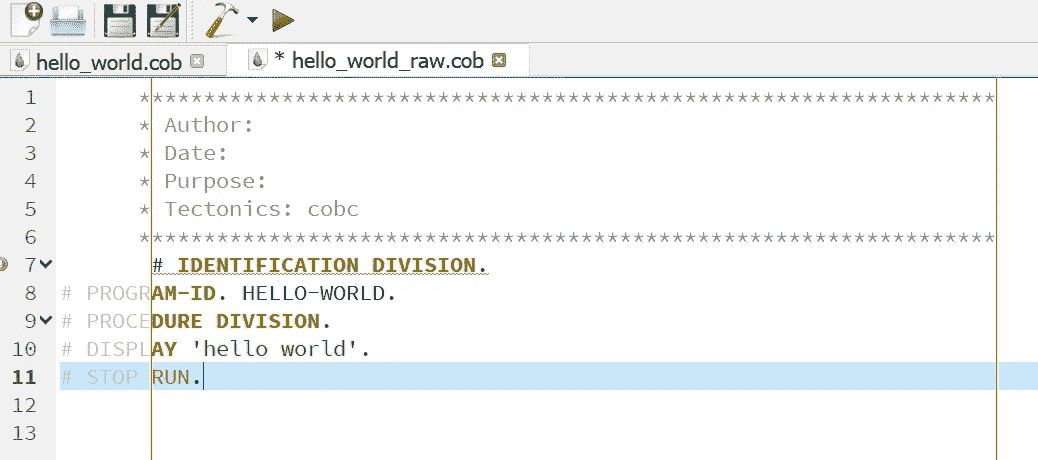 hello_world.cob * hello_world_raw.cob
1 ******************************************************************
2 * Author:
3 * Date:
4 * Purpose:
5 * Tectonics: cobc
6 ******************************************************************
7 # IDENTIFICATION DIVISION.
8 # PROGRAM-ID. HELLO-WORLD.
9 # PROCEDURE DIVISION.
10 # DISPLAY 'hello world'.
11 # STOP RUN.
12
13